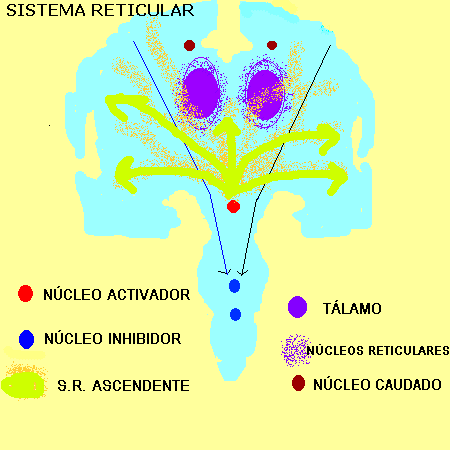 SISTEMA RETICULAR
NÚCLEO ACTIVADOR
NÚCLEO INHIBIDOR
S.R. ASCENDENTE
TÁLAMO
NÚCLEOS RETICULARES
NÚCLEO CAUDADO